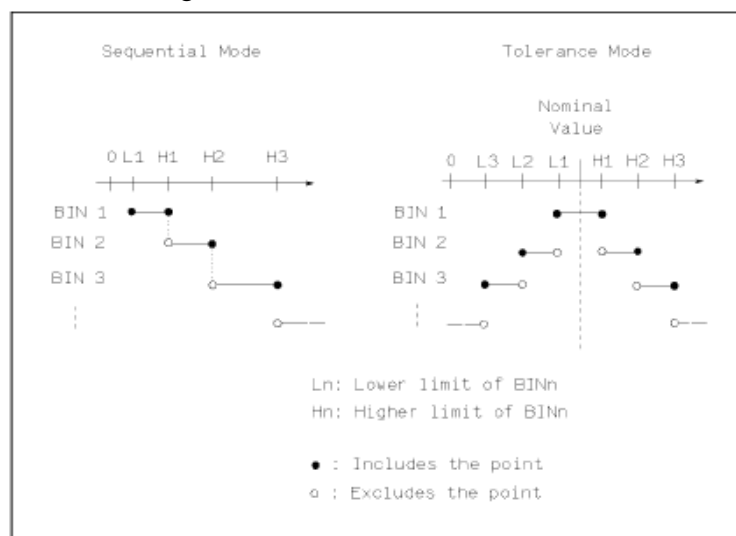 Sequential Mode
Tolerance Mode
Nominal
Value
0 L1 H1 H2 H3
0 L3 L2 L1 H1 H2 H3
BIN 1
BIN 2
BIN 3
BIN 1
BIN 2
BIN 3
Ln: Lower limit of BINn
Hn: Higher limit of BINn
● : Includes the point
○ : Excludes the point